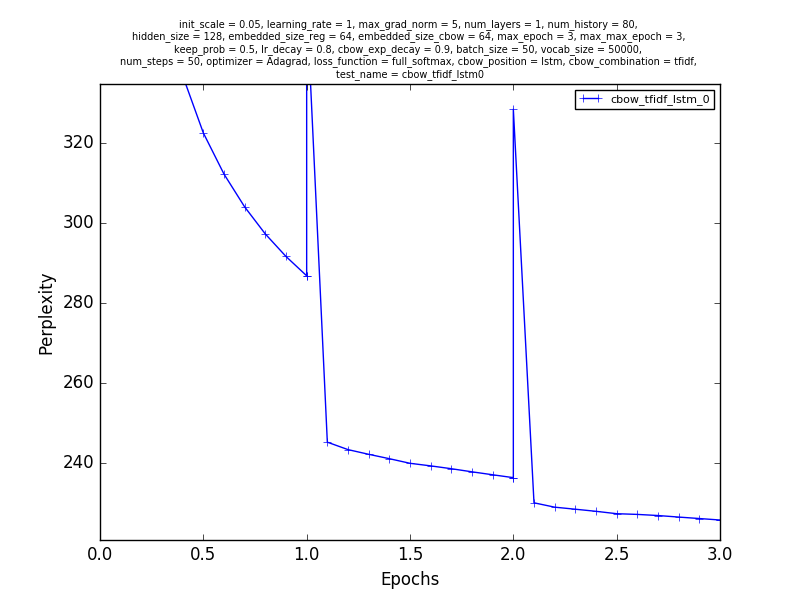 init_scale = 0.05, learning_rate = 1, max_grad_norm = 5, num_layers = 1, num_history = 80,
hidden_size = 128, embedded_size_reg = 64, embedded_size_cbow = 64, max_epoch = 3, max_max_epoch = 3,
keep_prob = 0.5, lr_decay = 0.8, cbow_exp_decay = 0.9, batch_size = 50, vocab_size = 50000,
num_steps = 50, optimizer = Adagrad, loss_function = full_softmax, cbow_position = lstm, cbow_combination = tfidf,
test_name = cbow_tfidf_lstm0
cbow_tfidf_lstm_0
320
300
280
260
240
Perplexity
0.0 0.5 1.0 1.5 2.0 2.5 3.0
Epochs